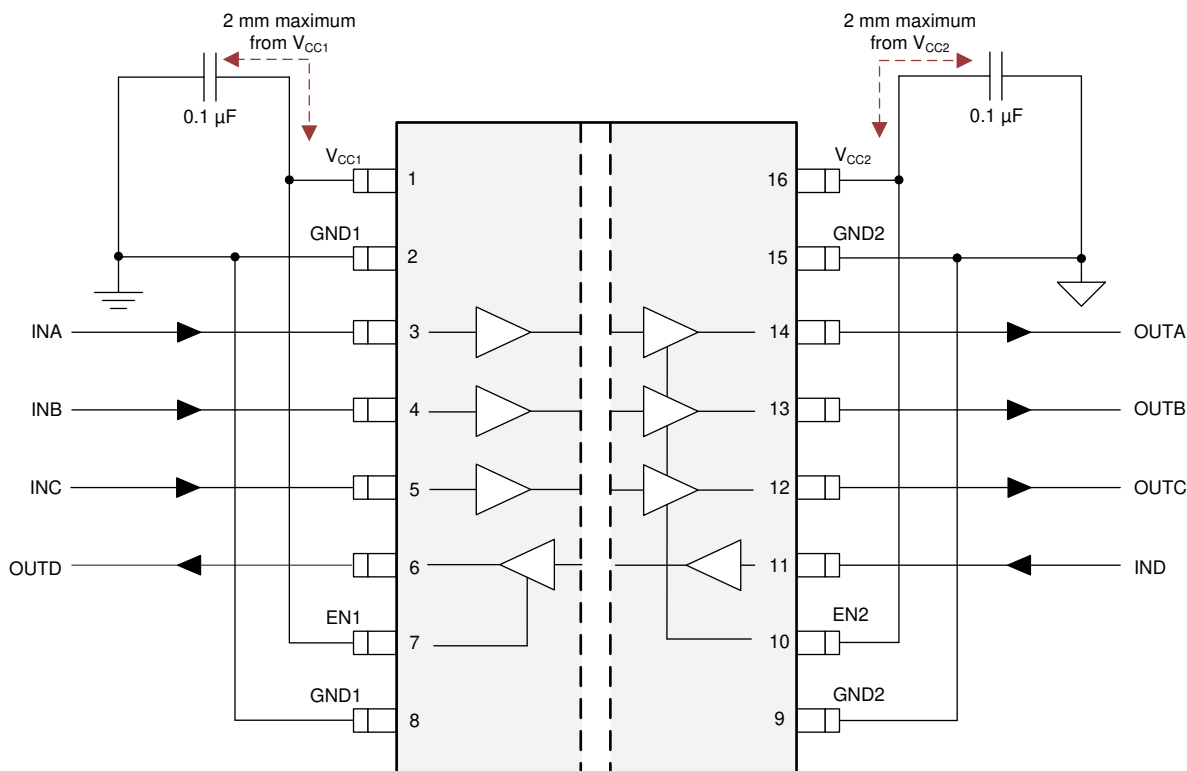 2 mm maximum
from VCC1
2 mm maximum
from VCC2
0.1 µF
0.1 µF
VCC1
1
16
VCC2
GND1
2
15
GND2
INA
3
14
OUTA
INB
4
13
OUTB
INC
5
12
OUTC
OUTD
6
11
IND
EN1
7
10
EN2
GND1
8
9
GND2